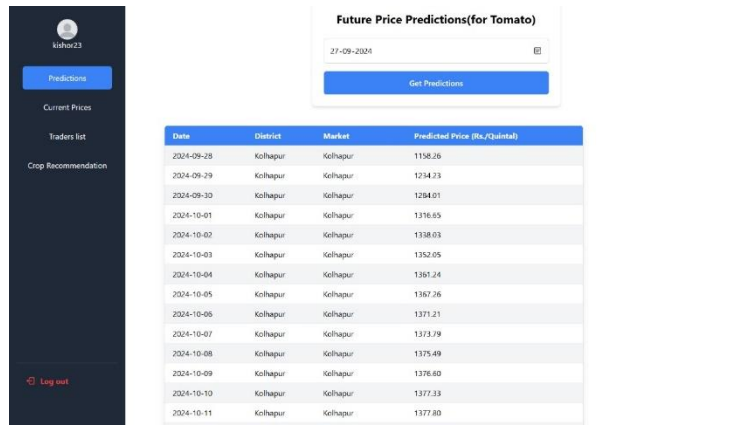 Future Price Predictions(for Tomato)
kishor23
27-09-2024
Predictions
Get Predictions
Current Prices
Traders list
Crop Recommendation
Log out
Date District Market Predicted Price (Rs./Quintal)
2024-09-28 Kolhapur Kolhapur 1158.26
2024-09-29 Kolhapur Kolhapur 1234.23
2024-09-30 Kolhapur Kolhapur 1284.01
2024-10-01 Kolhapur Kolhapur 1316.65
2024-10-02 Kolhapur Kolhapur 1338.03
2024-10-03 Kolhapur Kolhapur 1352.05
2024-10-04 Kolhapur Kolhapur 1361.24
2024-10-05 Kolhapur Kolhapur 1367.26
2024-10-06 Kolhapur Kolhapur 1371.21
2024-10-07 Kolhapur Kolhapur 1373.79
2024-10-08 Kolhapur Kolhapur 1375.49
2024-10-09 Kolhapur Kolhapur 1376.60
2024-10-10 Kolhapur Kolhapur 1377.33
2024-10-11 Kolhapur Kolhapur 1377.80